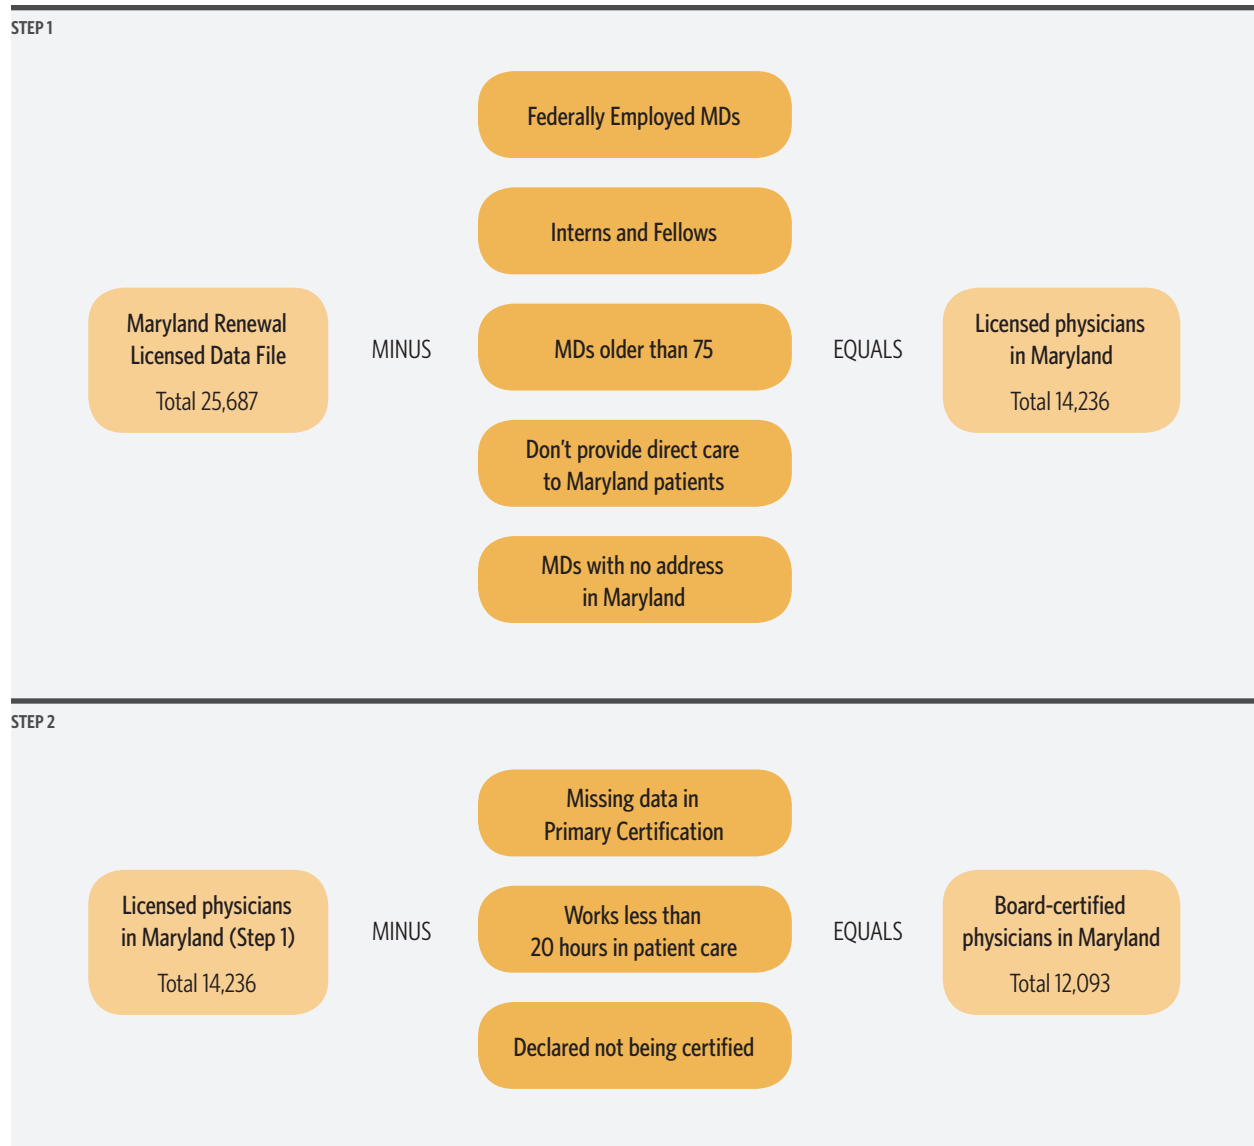 STEP 1
Federally Employed MDs
Interns and Fellows
Maryland Renewal
Licensed Data File
Total 25,687
MINUS
MDs older than 75
EQUALS
Licensed physicians
in Maryland
Total 14,236
Don't provide direct care
to Maryland patients
MDs with no address
in Maryland
STEP 2
Missing data in
Primary Certification
Licensed physicians
in Maryland (Step 1)
Total 14,236
MINUS
Works less than
20 hours in patient care
EQUALS
Board-certified
physicians in Maryland
Total 12,093
Declared not being certified